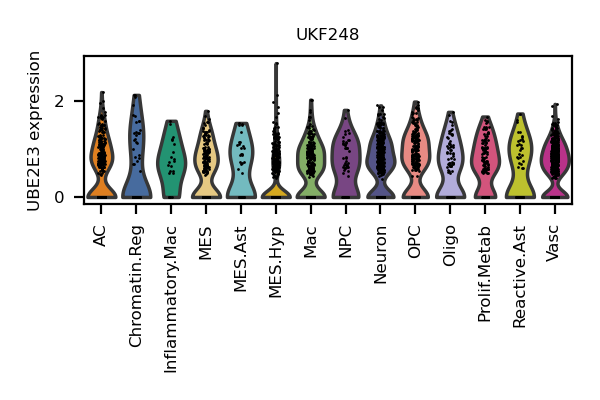 UKF248
UBE2E3 expression
2
0
AC
Chromatin.Reg
Inflammatory.Mac
MES
MES.Ast
MES.Hyp
Mac
NPC
Neuron
OPC
Oligo
Prolif.Metab
Reactive.Ast
Vasc